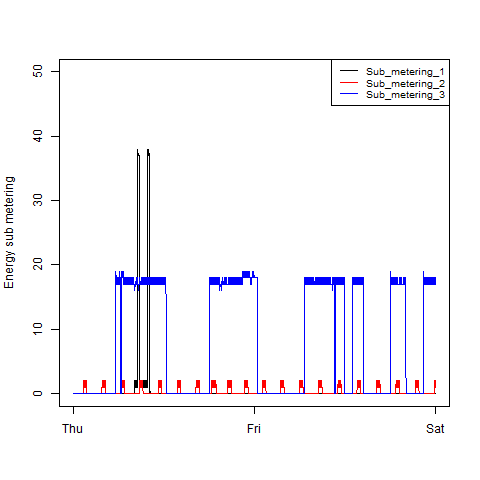 Sub_metering_1
Sub_metering_2
Sub_metering_3
Energy sub metering
50
40
30
20
10
0
Thu
Fri
Sat